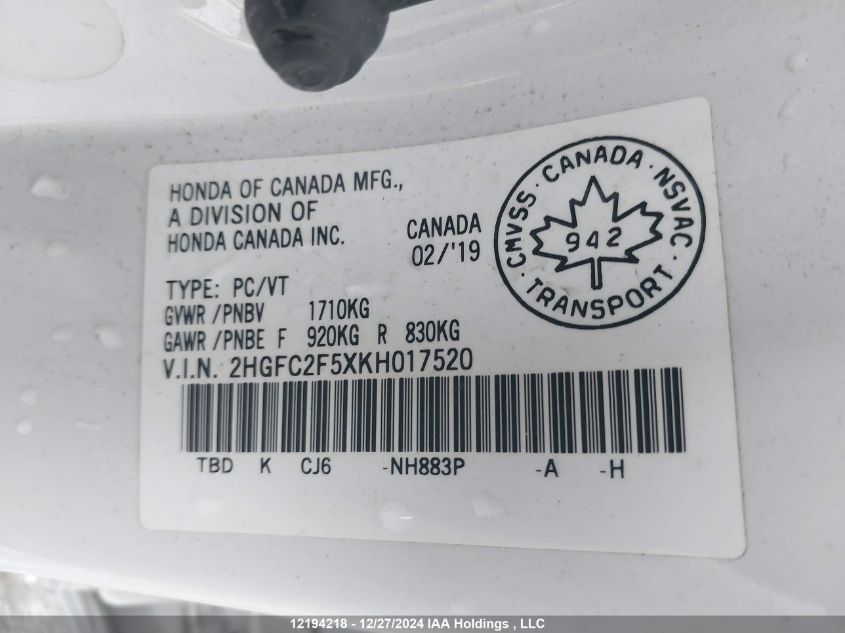 HONDA OF CANADA MFG.,
A DIVISION OF
HONDA CANADA INC.
CANADA
02/'19
CMVSS · CANADA · NSVAC · TRANSPORT ·
942
TYPE: PC/VT
GVWR /PNBV 1710KG
GAWR /PNBE F 920KG R 830KG
V.I.N. 2HGFC2F5XKH017520
TBD K CJ6 -NH883P -A -H
12194218 - 12/27/2024 IAA Holdings , LLC